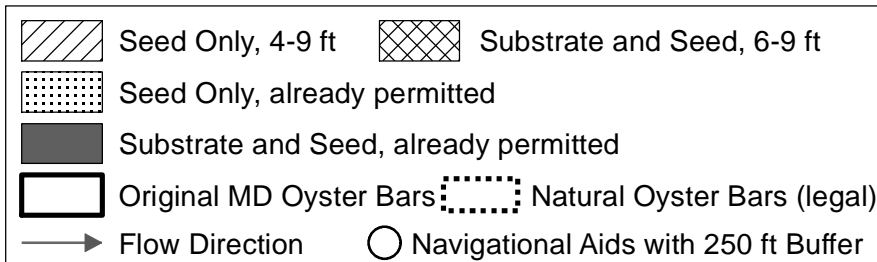 Seed Only, 4-9 ft Substrate and Seed, 6-9 ft
Seed Only, already permitted
Substrate and Seed, already permitted
Original MD Oyster Bars Natural Oyster Bars (legal)
Flow Direction Navigational Aids with 250 ft Buffer